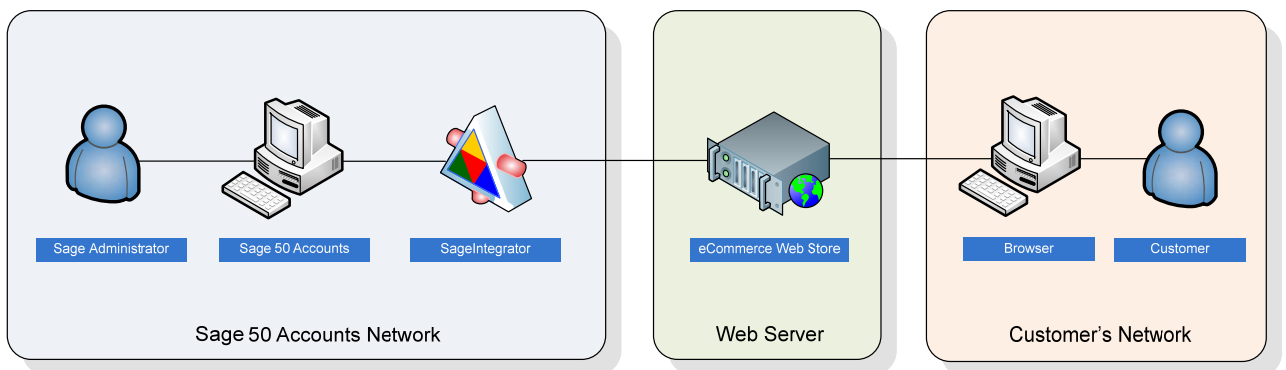 Sage Administrator
Sage 50 Accounts
SageIntegrator
eCommerce Web Store
Browser
Customer
Sage 50 Accounts Network
Web Server
Customer's Network